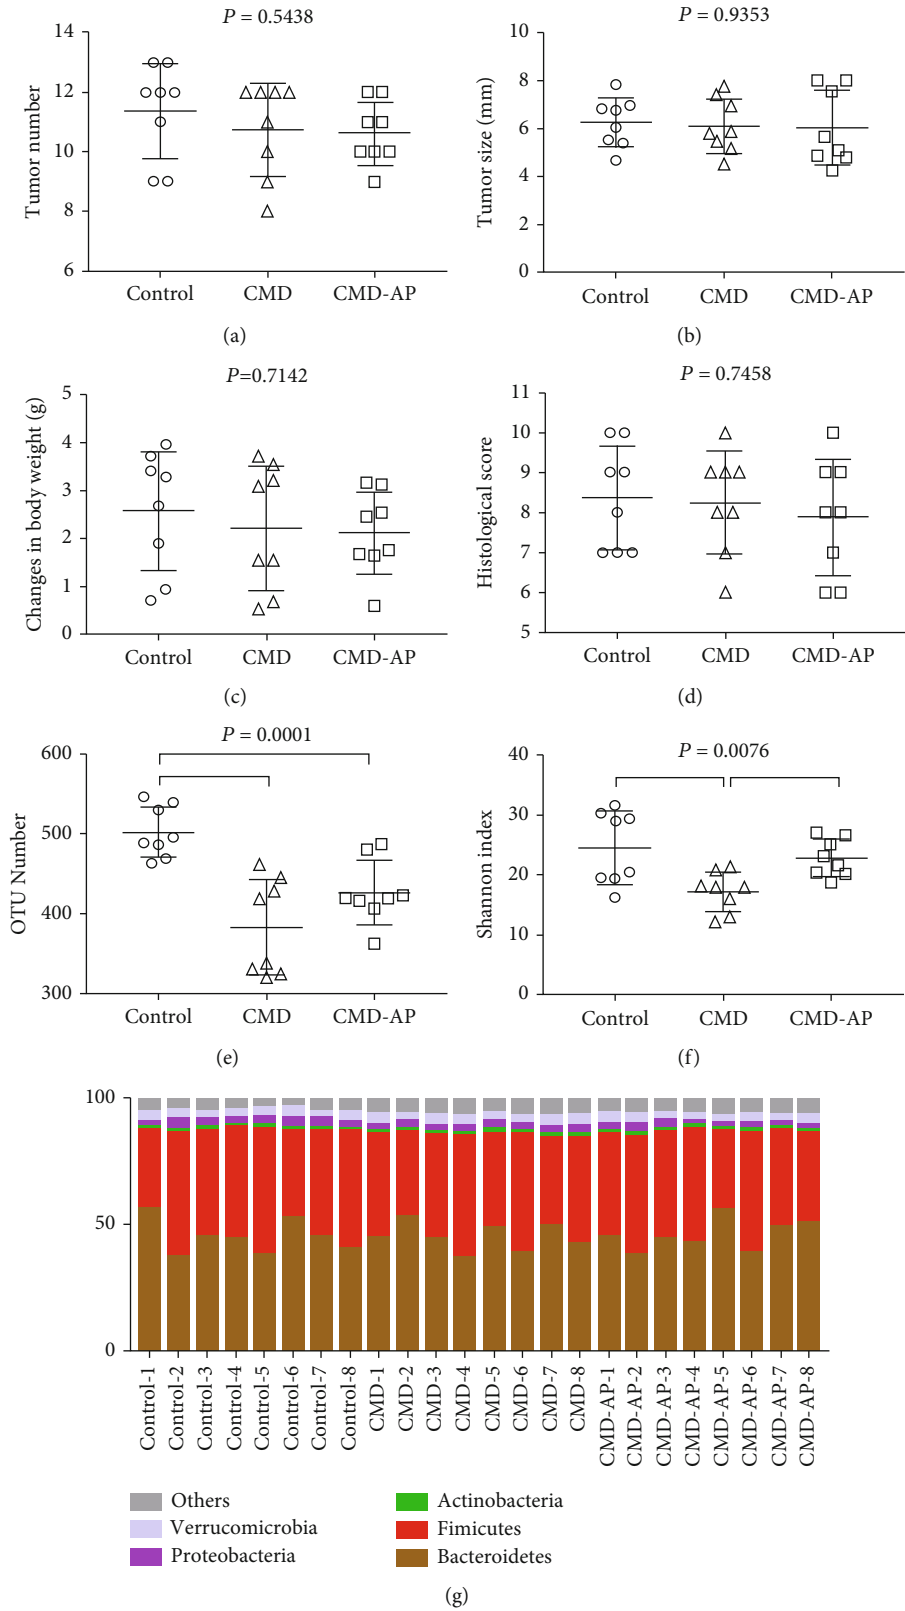 P = 0.5438
14
12
10
8
6
Tumor number
Control
CMD
CMD-AP
(a)
P = 0.9353
10
8
6
4
2
0
Tumor size (mm)
Control
CMD
CMD-AP
(b)
P=0.7142
5
4
3
2
1
0
Changes in body weight (g)
Control
CMD
CMD-AP
(c)
P = 0.7458
11
10
9
8
7
6
5
Histological score
Control
CMD
CMD-AP
(d)
P = 0.0001
600
500
400
300
OTU Number
Control
CMD
CMD-AP
(e)
P = 0.0076
40
30
20
10
0
Shannon index
Control
CMD
CMD-AP
(f)
100
50
0
Control-1
Control-2
Control-3
Control-4
Control-5
Control-6
Control-7
Control-8
CMD-1
CMD-2
CMD-3
CMD-4
CMD-5
CMD-6
CMD-7
CMD-8
CMD-AP-1
CMD-AP-2
CMD-AP-3
CMD-AP-4
CMD-AP-5
CMD-AP-6
CMD-AP-7
CMD-AP-8
Others
Verrucomicrobia
Proteobacteria
Actinobacteria
Fimicutes
Bacteroidetes
(g)